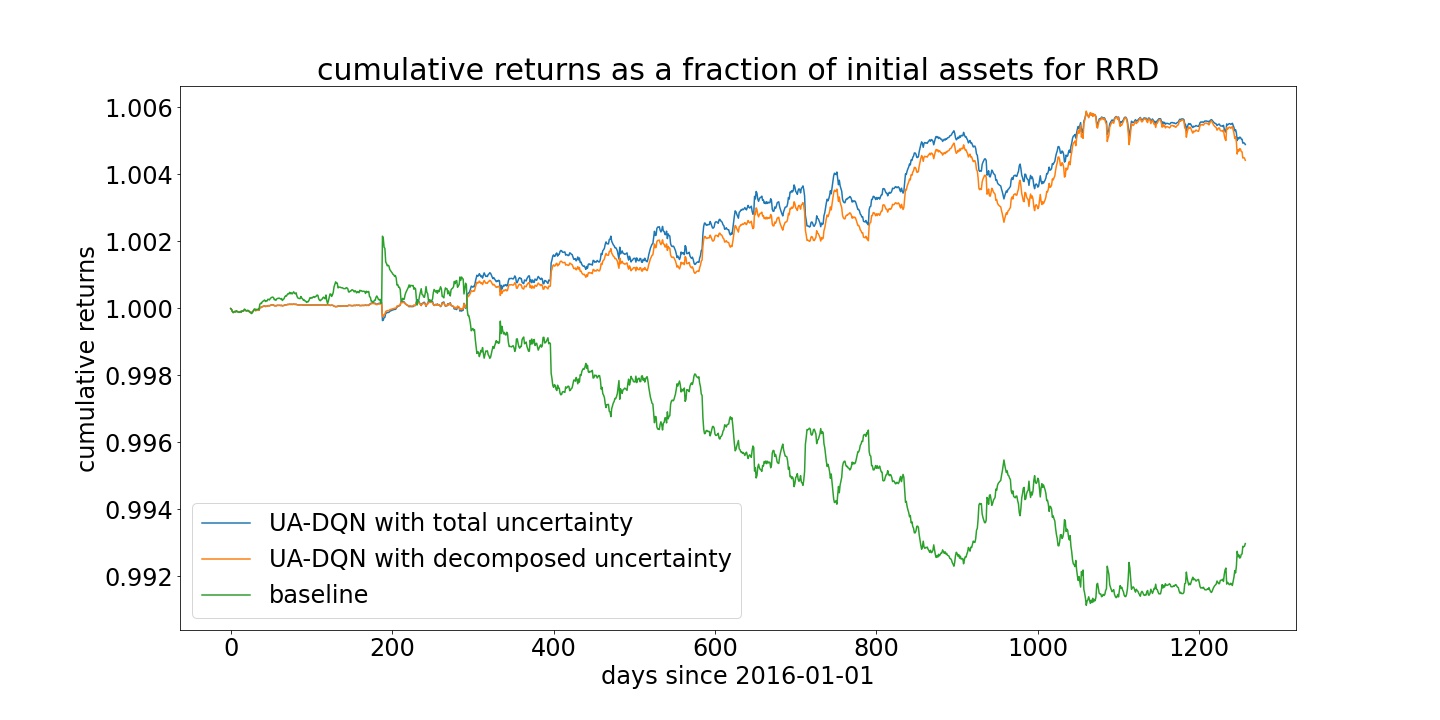 cumulative returns as a fraction of initial assets for RRD
cumulative returns
1.006
1.004
1.002
1.000
0.998
0.996
0.994
0.992
UA-DQN with total uncertainty
UA-DQN with decomposed uncertainty
baseline
0 200 400 600 800 1000 1200
days since 2016-01-01